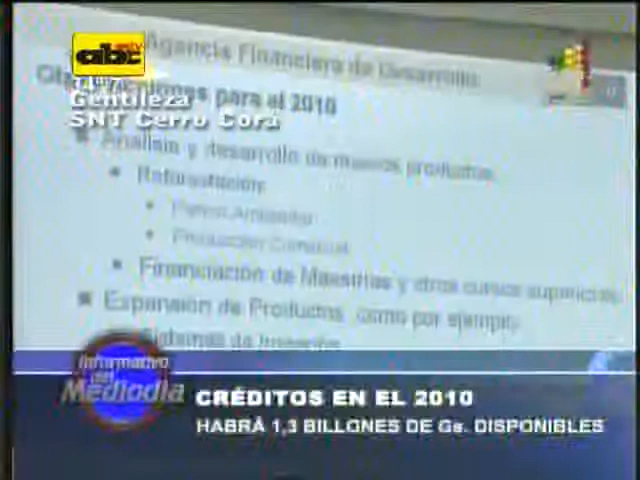 abc
Agencia Financiera de Desarrollo
Gentileza
para el 2010
SNT Cerro Corá
Análisis y desarrollo de nuevos productos
Reforestación
Financiación de Maestrías y otros cursos superiores
Expansión de Productos, como por ejemplo
Sistemas de
Informativo
Mediodía
CRÉDITOS EN EL 2010
HABRÁ 1,3 BILLONES DE Gs. DISPONIBLES